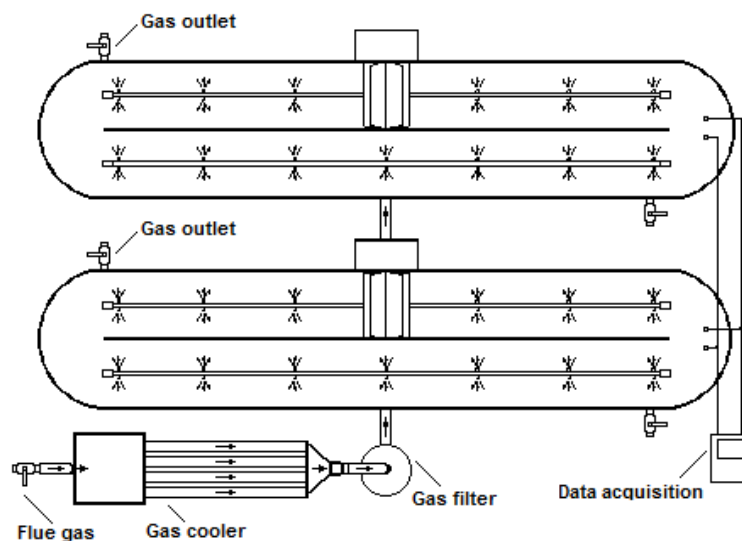 Gas outlet
Gas outlet
Gas filter
Data acquisition
Flue gas
Gas cooler